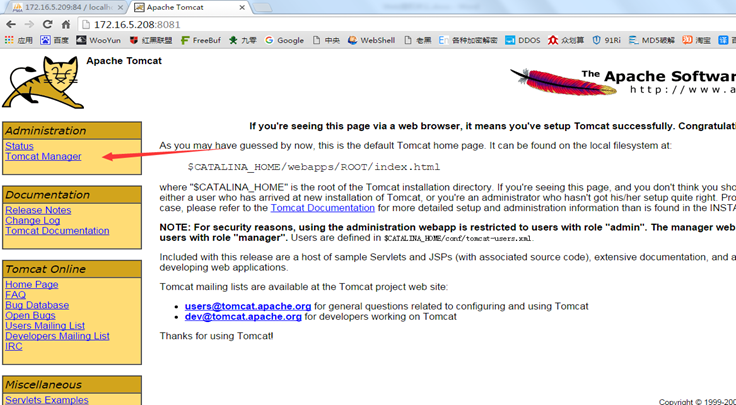 172.16.5.209:84 / localh
Apache Tomcat
172.16.5.208:8081
应用 百度 WooYun 红黑联盟 FreeBuf 九零 Google 中央 WebShell 老黑 各种加密解密 DDOS 众划算 91Ri MD5破解 淘宝 译
Apache Tomcat
The Apache Softwar
http://www.a
Administration
Status
Tomcat Manager
Documentation
Release Notes
Change Log
Tomcat Documentation
Tomcat Online
Home Page
FAQ
Bug Database
Open Bugs
Users Mailing List
Developers Mailing List
IRC
Miscellaneous
Servlets Examples
If you're seeing this page via a web browser, it means you've setup Tomcat successfully. Congratulati
As you may have guessed by now, this is the default Tomcat home page. It can be found on the local filesystem at:
$CATALINA_HOME/webapps/ROOT/index.html
where "$CATALINA_HOME" is the root of the Tomcat installation directory. If you're seeing this page, and you don't think you sho
either a user who has arrived at new installation of Tomcat, or you're an administrator who hasn't got his/her setup quite right. Pro
case, please refer to the Tomcat Documentation for more detailed setup and administration information than is found in the INSTA
NOTE: For security reasons, using the administration webapp is restricted to users with role "admin". The manager web
users with role "manager". Users are defined in $CATALINA_HOME/conf/tomcat-users.xml.
Included with this release are a host of sample Servlets and JSPs (with associated source code), extensive documentation, and a
developing web applications.
Tomcat mailing lists are available at the Tomcat project web site:
• users@tomcat.apache.org for general questions related to configuring and using Tomcat
• dev@tomcat.apache.org for developers working on Tomcat
Thanks for using Tomcat!
Copyright © 1999-200